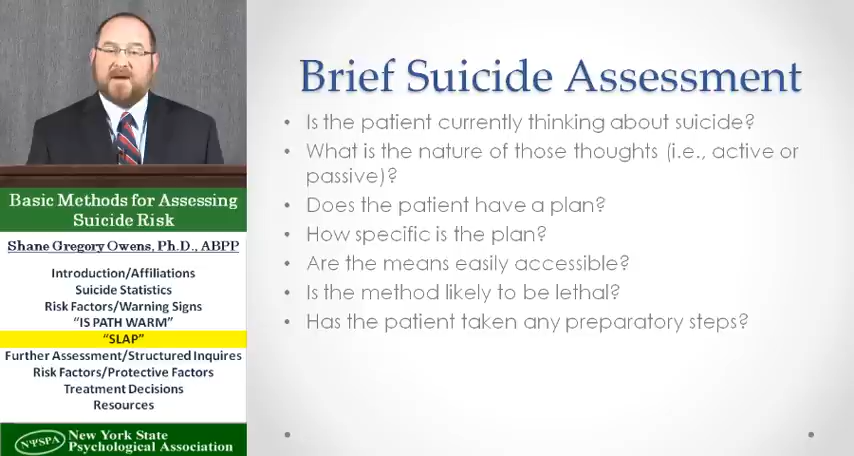 Brief Suicide Assessment
• Is the patient currently thinking about suicide?
• What is the nature of those thoughts (i.e., active or
passive)?
• Does the patient have a plan?
• How specific is the plan?
• Are the means easily accessible?
• Is the method likely to be lethal?
• Has the patient taken any preparatory steps?
Basic Methods for Assessing
Suicide Risk
Shane Gregory Owens, Ph.D., ABPP
Introduction/Affiliations
Suicide Statistics
Risk Factors/Warning Signs
"IS PATH WARM"
"SLAP"
Further Assessment/Structured Inquires
Risk Factors/Protective Factors
Treatment Decisions
Resources
NΨSPA
New York State
Psychological Association